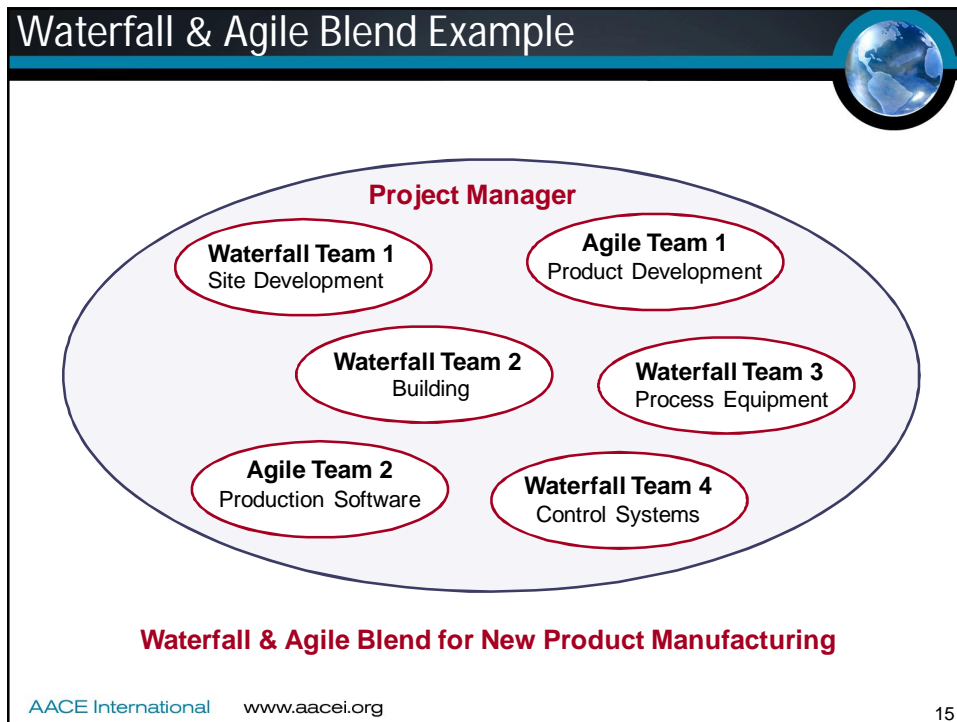 Waterfall & Agile Blend Example
Project Manager
Waterfall Team 1
Site Development
Agile Team 1
Product Development
Waterfall Team 2
Building
Waterfall Team 3
Process Equipment
Agile Team 2
Production Software
Waterfall Team 4
Control Systems
Waterfall & Agile Blend for New Product Manufacturing
AACE International www.aacei.org
15